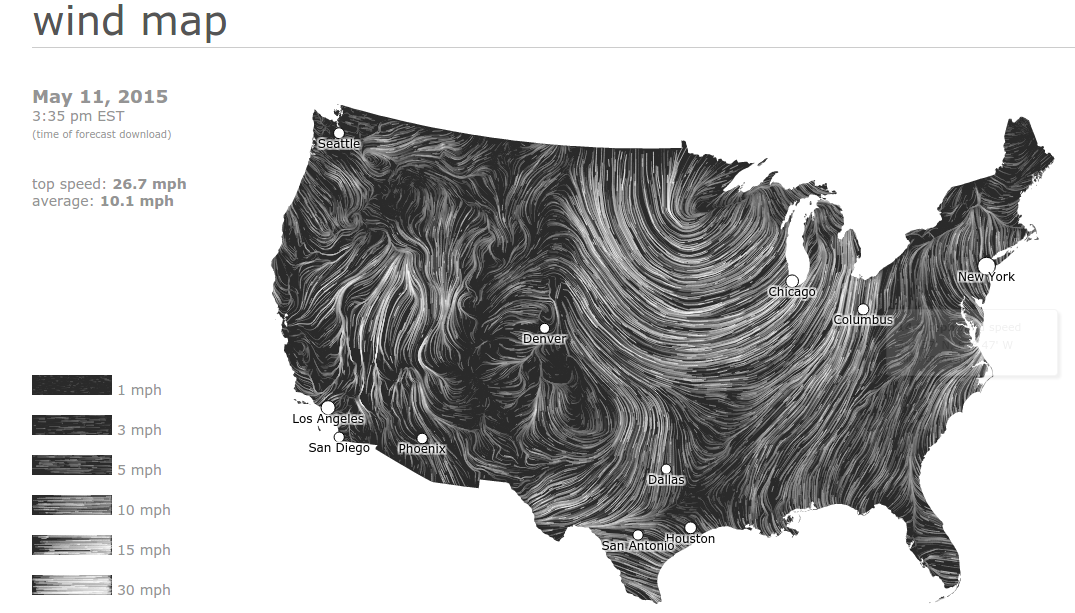 wind map
May 11, 2015
3:35 pm EST
(time of forecast download)
top speed: 26.7 mph
average: 10.1 mph
Seattle
New York
Chicago
Columbus
speed
47' W
Denver
1 mph
3 mph
Los Angeles
San Diego
Phoenix
5 mph
Dallas
10 mph
Houston
San Antonio
15 mph
30 mph